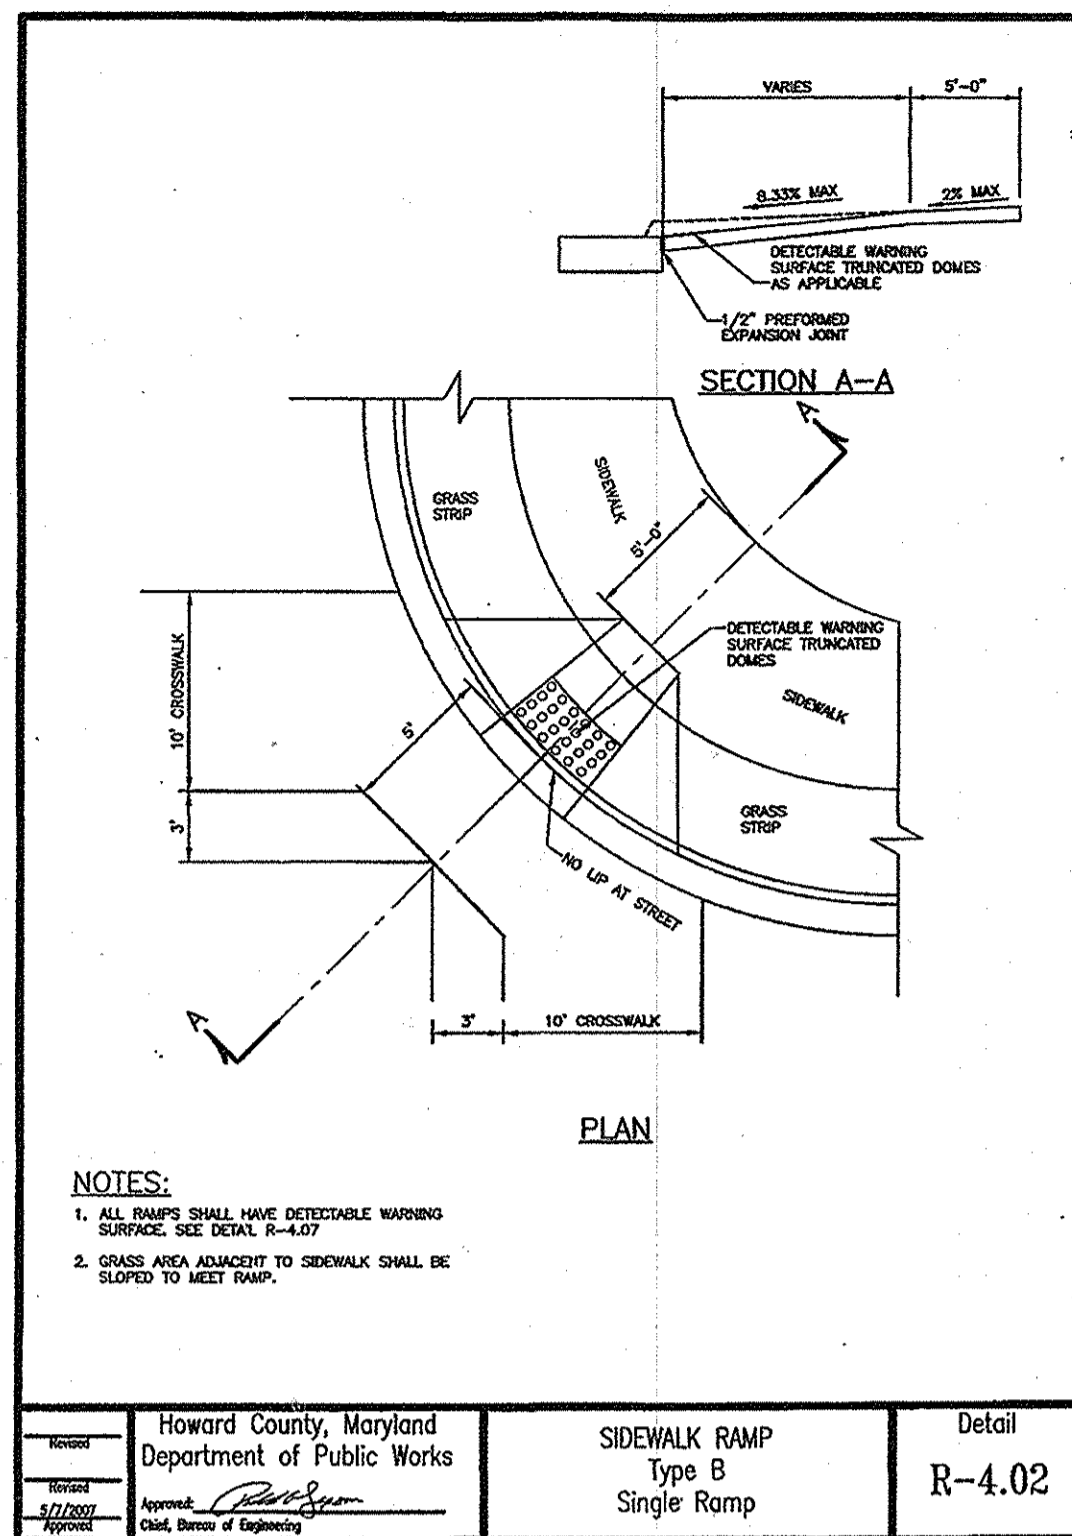 VARIES
5'-0"
8.33% MAX
2% MAX
DETECTABLE WARNING
SURFACE TRUNCATED DOMES
AS APPLICABLE
1/2" PREFORMED
EXPANSION JOINT
SECTION A-A
A
SIDEWALK
GRASS
STRIP
5'-0"
DETECTABLE WARNING
SURFACE TRUNCATED
DOMES
10' CROSSWALK
SIDEWALK
5'
3'
GRASS
STRIP
NO LIP AT STREET
A
3'
10' CROSSWALK
PLAN
NOTES:
1. ALL RAMPS SHALL HAVE DETECTABLE WARNING
SURFACE. SEE DETAIL R-4.07
2. GRASS AREA ADJACENT TO SIDEWALK SHALL BE
SLOPED TO MEET RAMP.
Revised
Revised
5/7/2007
Approved
Howard County, Maryland
Department of Public Works
Approved:
Chief, Bureau of Engineering
SIDEWALK RAMP
Type B
Single Ramp
Detail
R-4.02